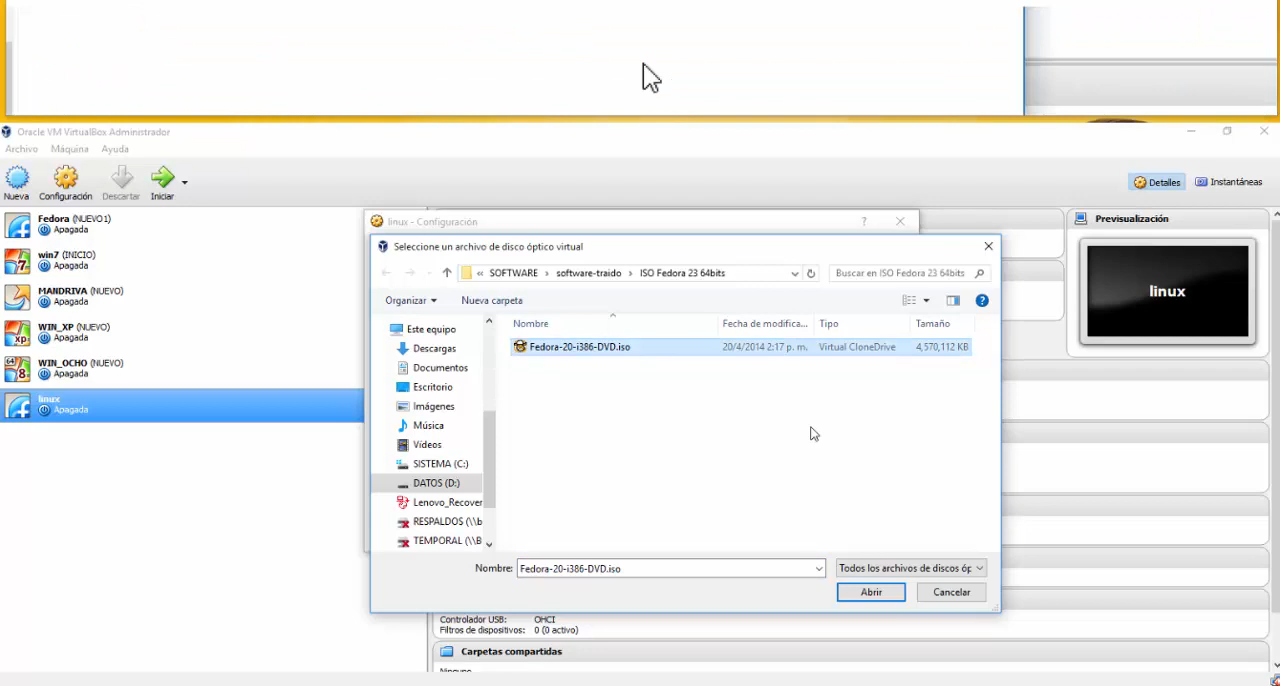 Oracle VM VirtualBox Administrador
Archivo Máquina Ayuda
Nueva Configuración Descartar Iniciar
Detalles Instantáneas
Fedora (NUEVO1)
Apagada
win7 (INICIO)
Apagada
MANDRIVA (NUEVO)
Apagada
WIN_XP (NUEVO)
Apagada
WIN_OCHO (NUEVO)
Apagada
linux
Apagada
linux - Configuración
?
Seleccione un archivo de disco óptico virtual
« SOFTWARE › software-traido › ISO Fedora 23 64bits
Buscar en ISO Fedora 23 64bits
Organizar Nueva carpeta
Nombre Fecha de modifica... Tipo Tamaño
Fedora-20-i386-DVD.iso 20/4/2014 2:17 p. m. Virtual CloneDrive 4,570,112 KB
Este equipo
Descargas
Documentos
Escritorio
Imágenes
Música
Vídeos
SISTEMA (C:)
DATOS (D:)
Lenovo_Recover
RESPALDOS (\\b
TEMPORAL (\\B
Nombre: Fedora-20-i386-DVD.iso
Todos los archivos de discos óp
Abrir Cancelar
Previsualización
linux
Controlador USB: OHCI
Filtros de dispositivos: 0 (0 activo)
Carpetas compartidas
Ninguno